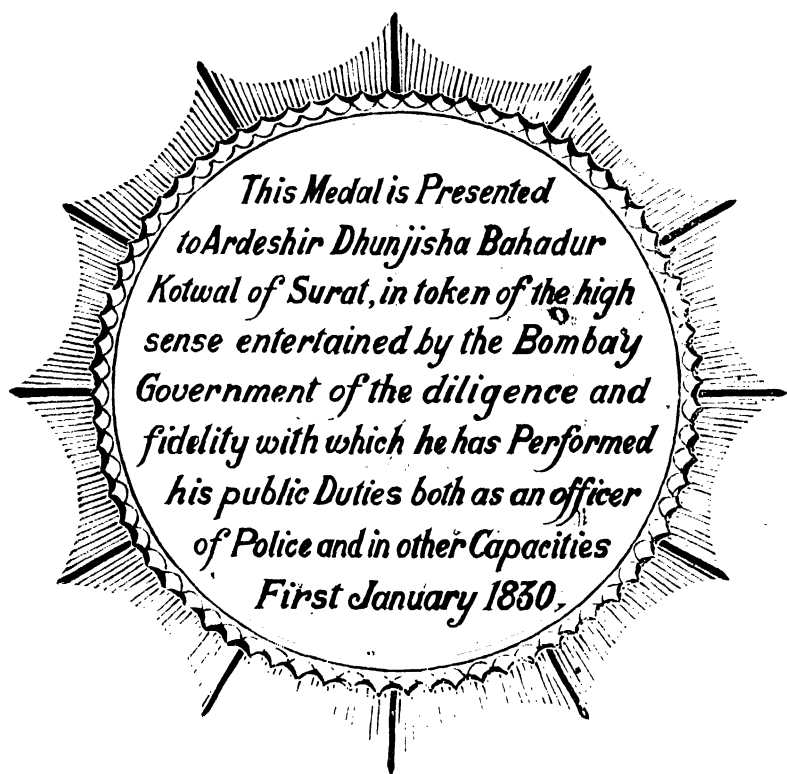 This Medal is Presented
to Ardeshir Dhunjisha Bahadur
Kotwal of Surat, in token of the high
sense entertained by the Bombay
Government of the diligence and
fidelity with which he has Performed
his public Duties both as an officer
of Police and in other Capacities
First January 1830,